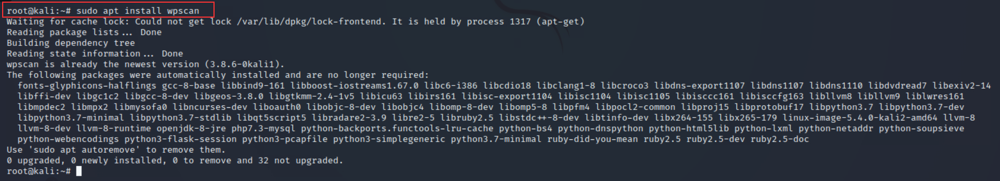 root@kali:~# sudo apt install wpscan
Waiting for cache lock: Could not get lock /var/lib/dpkg/lock-frontend. It is held by process 1317 (apt-get)
Reading package lists... Done
Building dependency tree
Reading state information... Done
wpscan is already the newest version (3.8.6-0kali1).
The following packages were automatically installed and are no longer required:
fonts-glyphicons-halflings gcc-8-base libbind9-161 libboost-iostreams1.67.0 libc6-i386 libcdio18 libclang1-8 libcroco3 libdns-export1107 libdns1107 libdns1110 libdvdread7 libexiv2-14
libffi-dev libgc1c2 libgcc-8-dev libgeos-3.8.0 libgtkmm-2.4-1v5 libicu63 libirs161 libisc-export1104 libisc1104 libisc1105 libisccc161 libisccfg163 libllvm8 libllvm9 liblwres161
libmpdec2 libmpx2 libmysofa0 libncurses-dev liboauth0 libobjc-8-dev libobjc4 libomp-8-dev libomp5-8 libpfm4 libpocl2-common libproj15 libprotobuf17 libpython3.7 libpython3.7-dev
libpython3.7-minimal libpython3.7-stdlib libqt5script5 libradare2-3.9 libre2-5 libruby2.5 libstdc++-8-dev libtinfo-dev libx264-155 libx265-179 linux-image-5.4.0-kali2-amd64 llvm-8
llvm-8-dev llvm-8-runtime openjdk-8-jre php7.3-mysql python-backports.functools-lru-cache python-bs4 python-dnspython python-html5lib python-lxml python-netaddr python-soupsieve
python-webencodings python3-flask-session python3-pcapfile python3-simplegeneric python3.7-minimal ruby-did-you-mean ruby2.5 ruby2.5-dev ruby2.5-doc
Use 'sudo apt autoremove' to remove them.
0 upgraded, 0 newly installed, 0 to remove and 32 not upgraded.
root@kali:~#